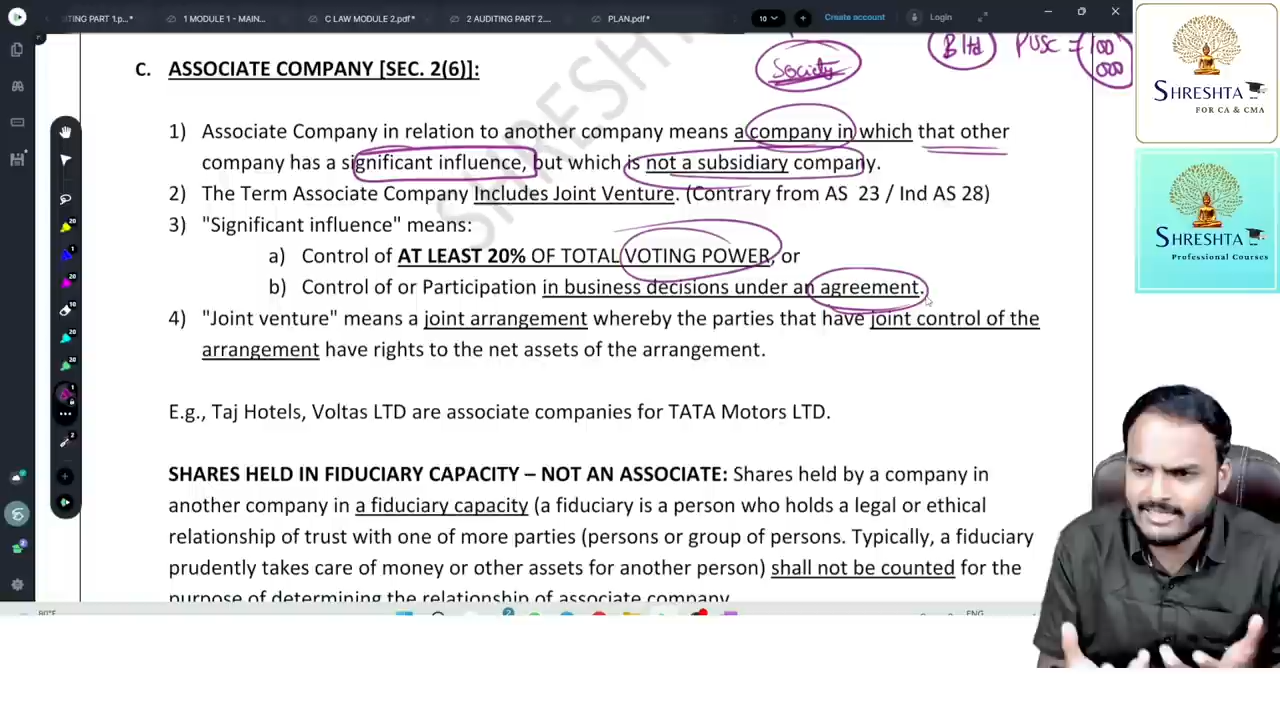 ITING PART 1.p...*
1 MODULE 1 - MAIN...
C LAW MODULE 2.pdf*
2 AUDITING PART 2....
PLAN.pdf*
10
Create account
Login
Society
B ltd PUSC = 100
000
C. ASSOCIATE COMPANY [SEC. 2(6)]:
1) Associate Company in relation to another company means a company in which that other
company has a significant influence, but which is not a subsidiary company.
2) The Term Associate Company Includes Joint Venture. (Contrary from AS 23 / Ind AS 28)
3) "Significant influence" means:
a) Control of AT LEAST 20% OF TOTAL VOTING POWER, or
b) Control of or Participation in business decisions under an agreement.
4) "Joint venture" means a joint arrangement whereby the parties that have joint control of the
arrangement have rights to the net assets of the arrangement.
E.g., Taj Hotels, Voltas LTD are associate companies for TATA Motors LTD.
SHARES HELD IN FIDUCIARY CAPACITY – NOT AN ASSOCIATE: Shares held by a company in
another company in a fiduciary capacity (a fiduciary is a person who holds a legal or ethical
relationship of trust with one of more parties (persons or group of persons. Typically, a fiduciary
prudently takes care of money or other assets for another person) shall not be counted for the
purpose of determining the relationship of associate company.
SHRESHTA
FOR CA & CMA
SHRESHTA
Professional Courses
80°F
ENG